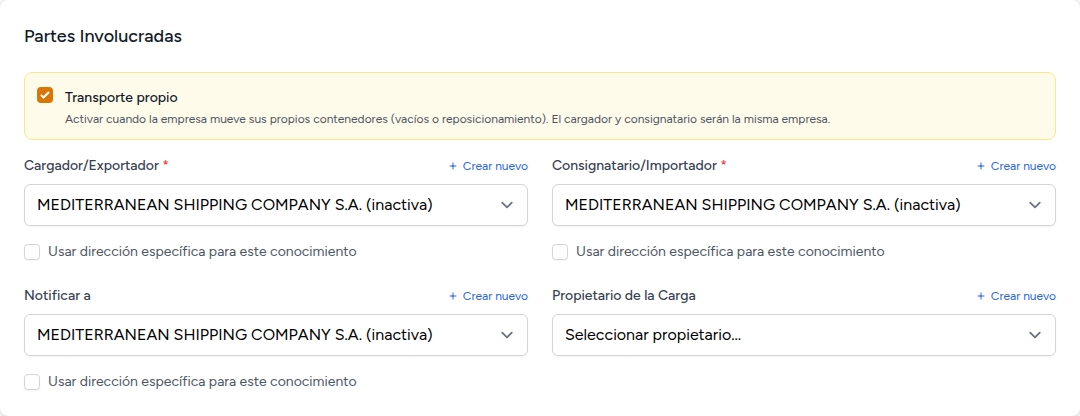 Partes Involucradas
Transporte propio
Activar cuando la empresa mueve sus propios contenedores (vacíos o reposicionamiento). El cargador y consignatario serán la misma empresa.
Cargador/Exportador *
+ Crear nuevo
Consignatario/Importador *
+ Crear nuevo
MEDITERRANEAN SHIPPING COMPANY S.A. (inactiva)
MEDITERRANEAN SHIPPING COMPANY S.A. (inactiva)
Usar dirección específica para este conocimiento
Usar dirección específica para este conocimiento
Notificar a
+ Crear nuevo
Propietario de la Carga
+ Crear nuevo
MEDITERRANEAN SHIPPING COMPANY S.A. (inactiva)
Seleccionar propietario...
Usar dirección específica para este conocimiento